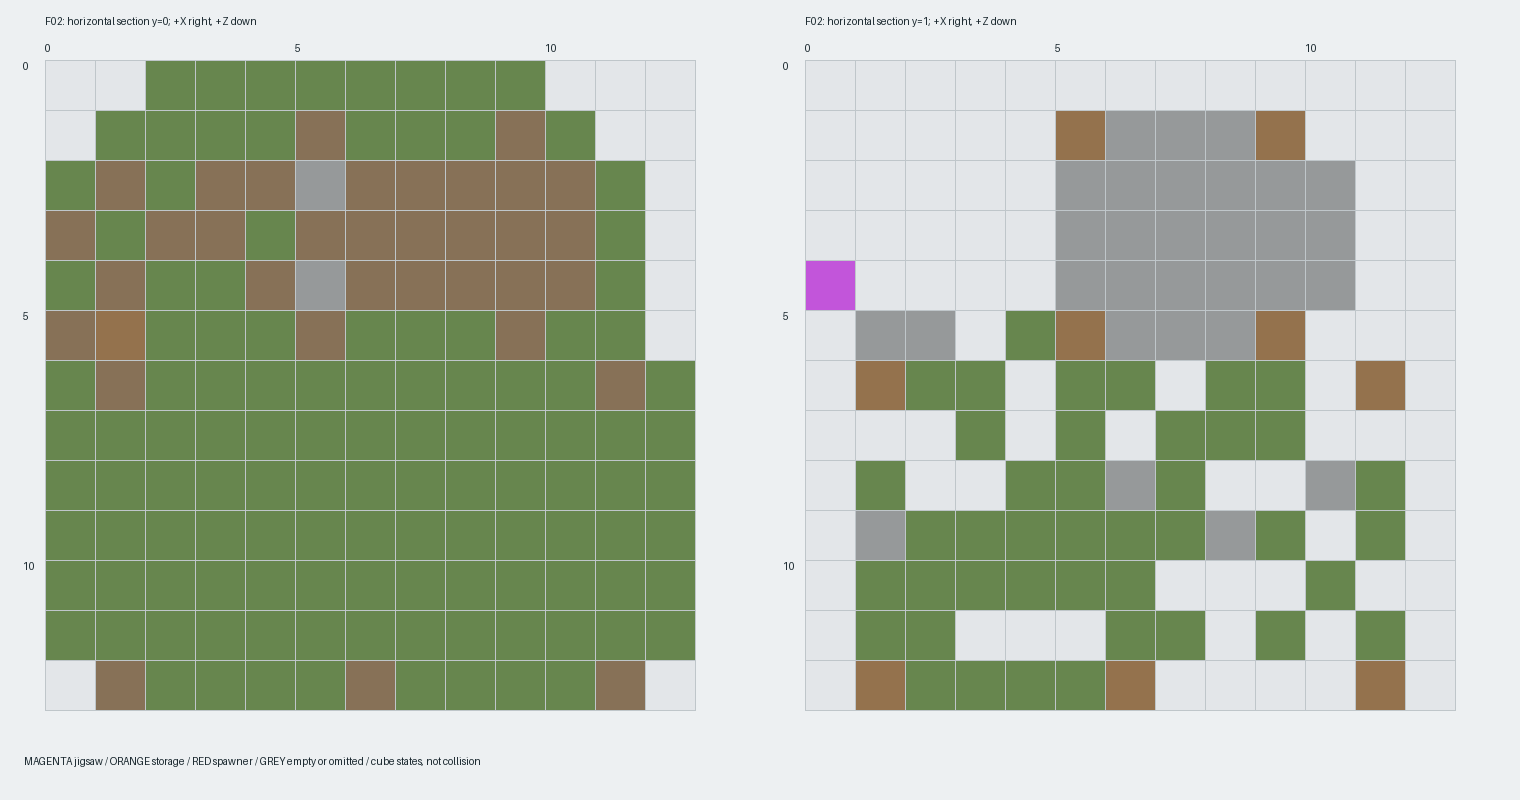 F02: horizontal section y=0; +X right, +Z down
F02: horizontal section y=1; +X right, +Z down
0 5 10
0 5 10
0
0
5
5
10
10
MAGENTA jigsaw / ORANGE storage / RED spawner / GREY empty or omitted / cube states, not collision